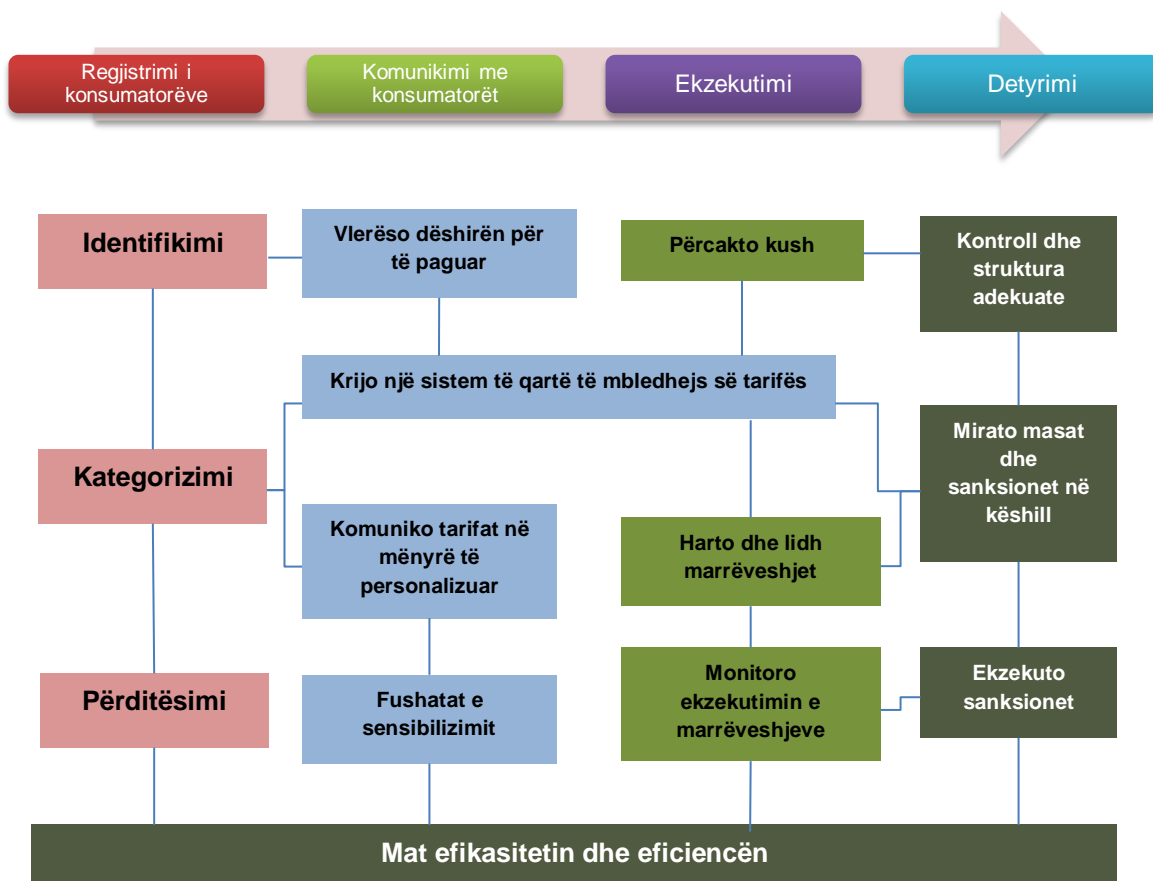 Regjistrimi i
konsumatorëve
Komunikimi me
konsumatorët
Ekzekutimi
Detyrimi
Identifikimi
Vlerëso dëshirën për
të paguar
Përcakto kush
Kontroll dhe
struktura
adekuate
Krijo një sistem të qartë të mbledhejs së tarifës
Kategorizimi
Mirato masat
dhe
sanksionet në
këshill
Komuniko tarifat në
mënyrë të
personalizuar
Harto dhe lidh
marrëveshjet
Përditësimi
Fushatat e
sensibilizimit
Monitoro
ekzekutimin e
marrëveshjeve
Ekzekuto
sanksionet
Mat efikasitetin dhe eficiencën